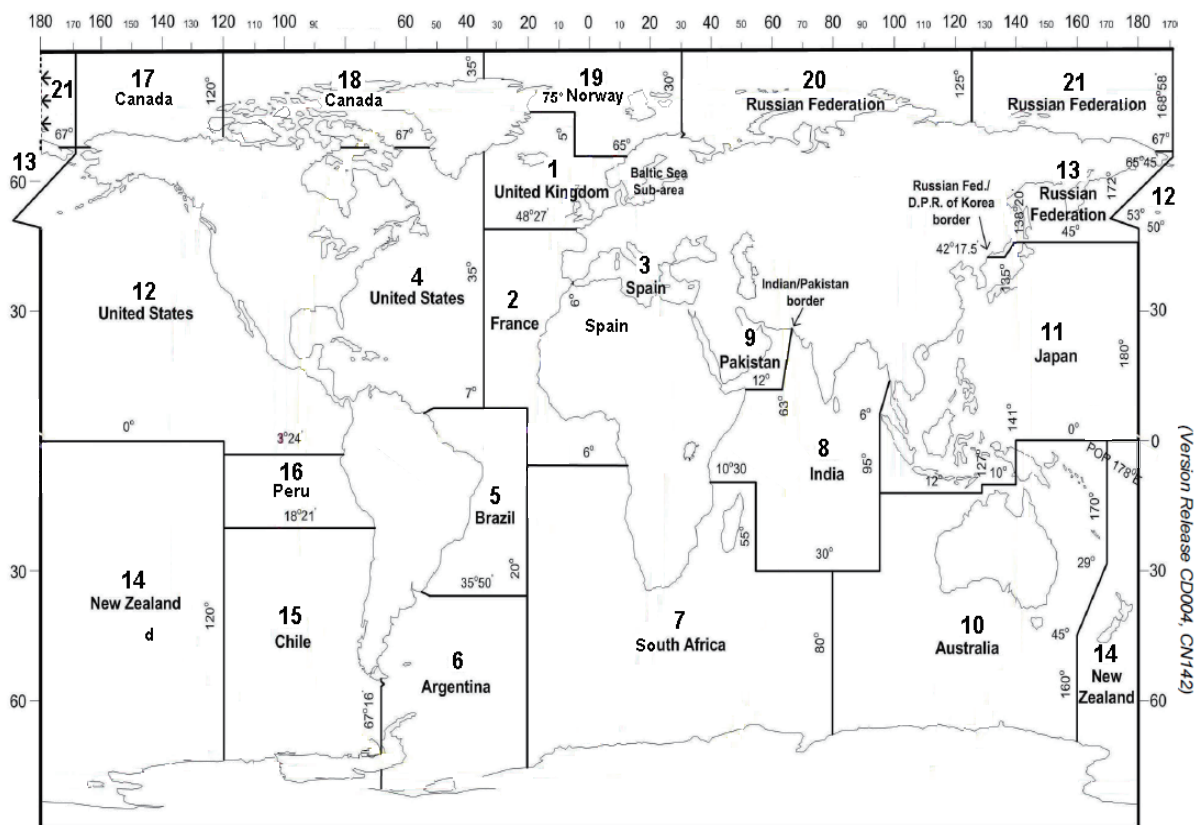 180 170 160 150 140 130 120 110 100 90 80 70 60 50 40 30 20 10 0 10 20 30 40 50 60 70 80 90 100 110 120 130 140 150 160 170 180 170
21
17
Canada
120°
18
Canada
35°
19
75° Norway
30°
20
Russian Federation
125°
21
Russian Federation
168°58
67°
67°
5°
65°
67°
65°45
13
60
1
United Kingdom
Baltic Sea
Sub-area
48°27'
Russian Fed./
D.P.R. of Korea
border
138°20
13
Russian
Federation
172°
12
53°
50°
45°
42°17.5'
135°
12
United States
4
United States
35°
2
France
3
Spain
6°
Spain
Indian/Pakistan
border
30
30
9
Pakistan
12°
63°
11
Japan
180°
7°
6°
0°
3°24'
6°
95°
8
India
141°
0°
0
127°
12°
10°
POR 178°E
170°
16
Peru
18°21'
5
Brazil
20°
10°30
55°
35°50'
30°
29°
30
30
14
New Zealand
d
120°
15
Chile
6
Argentina
7
South Africa
80°
10
Australia
45°
160°
14
New
Zealand
67°16'
60
60
(Version Release CD004, CN142)